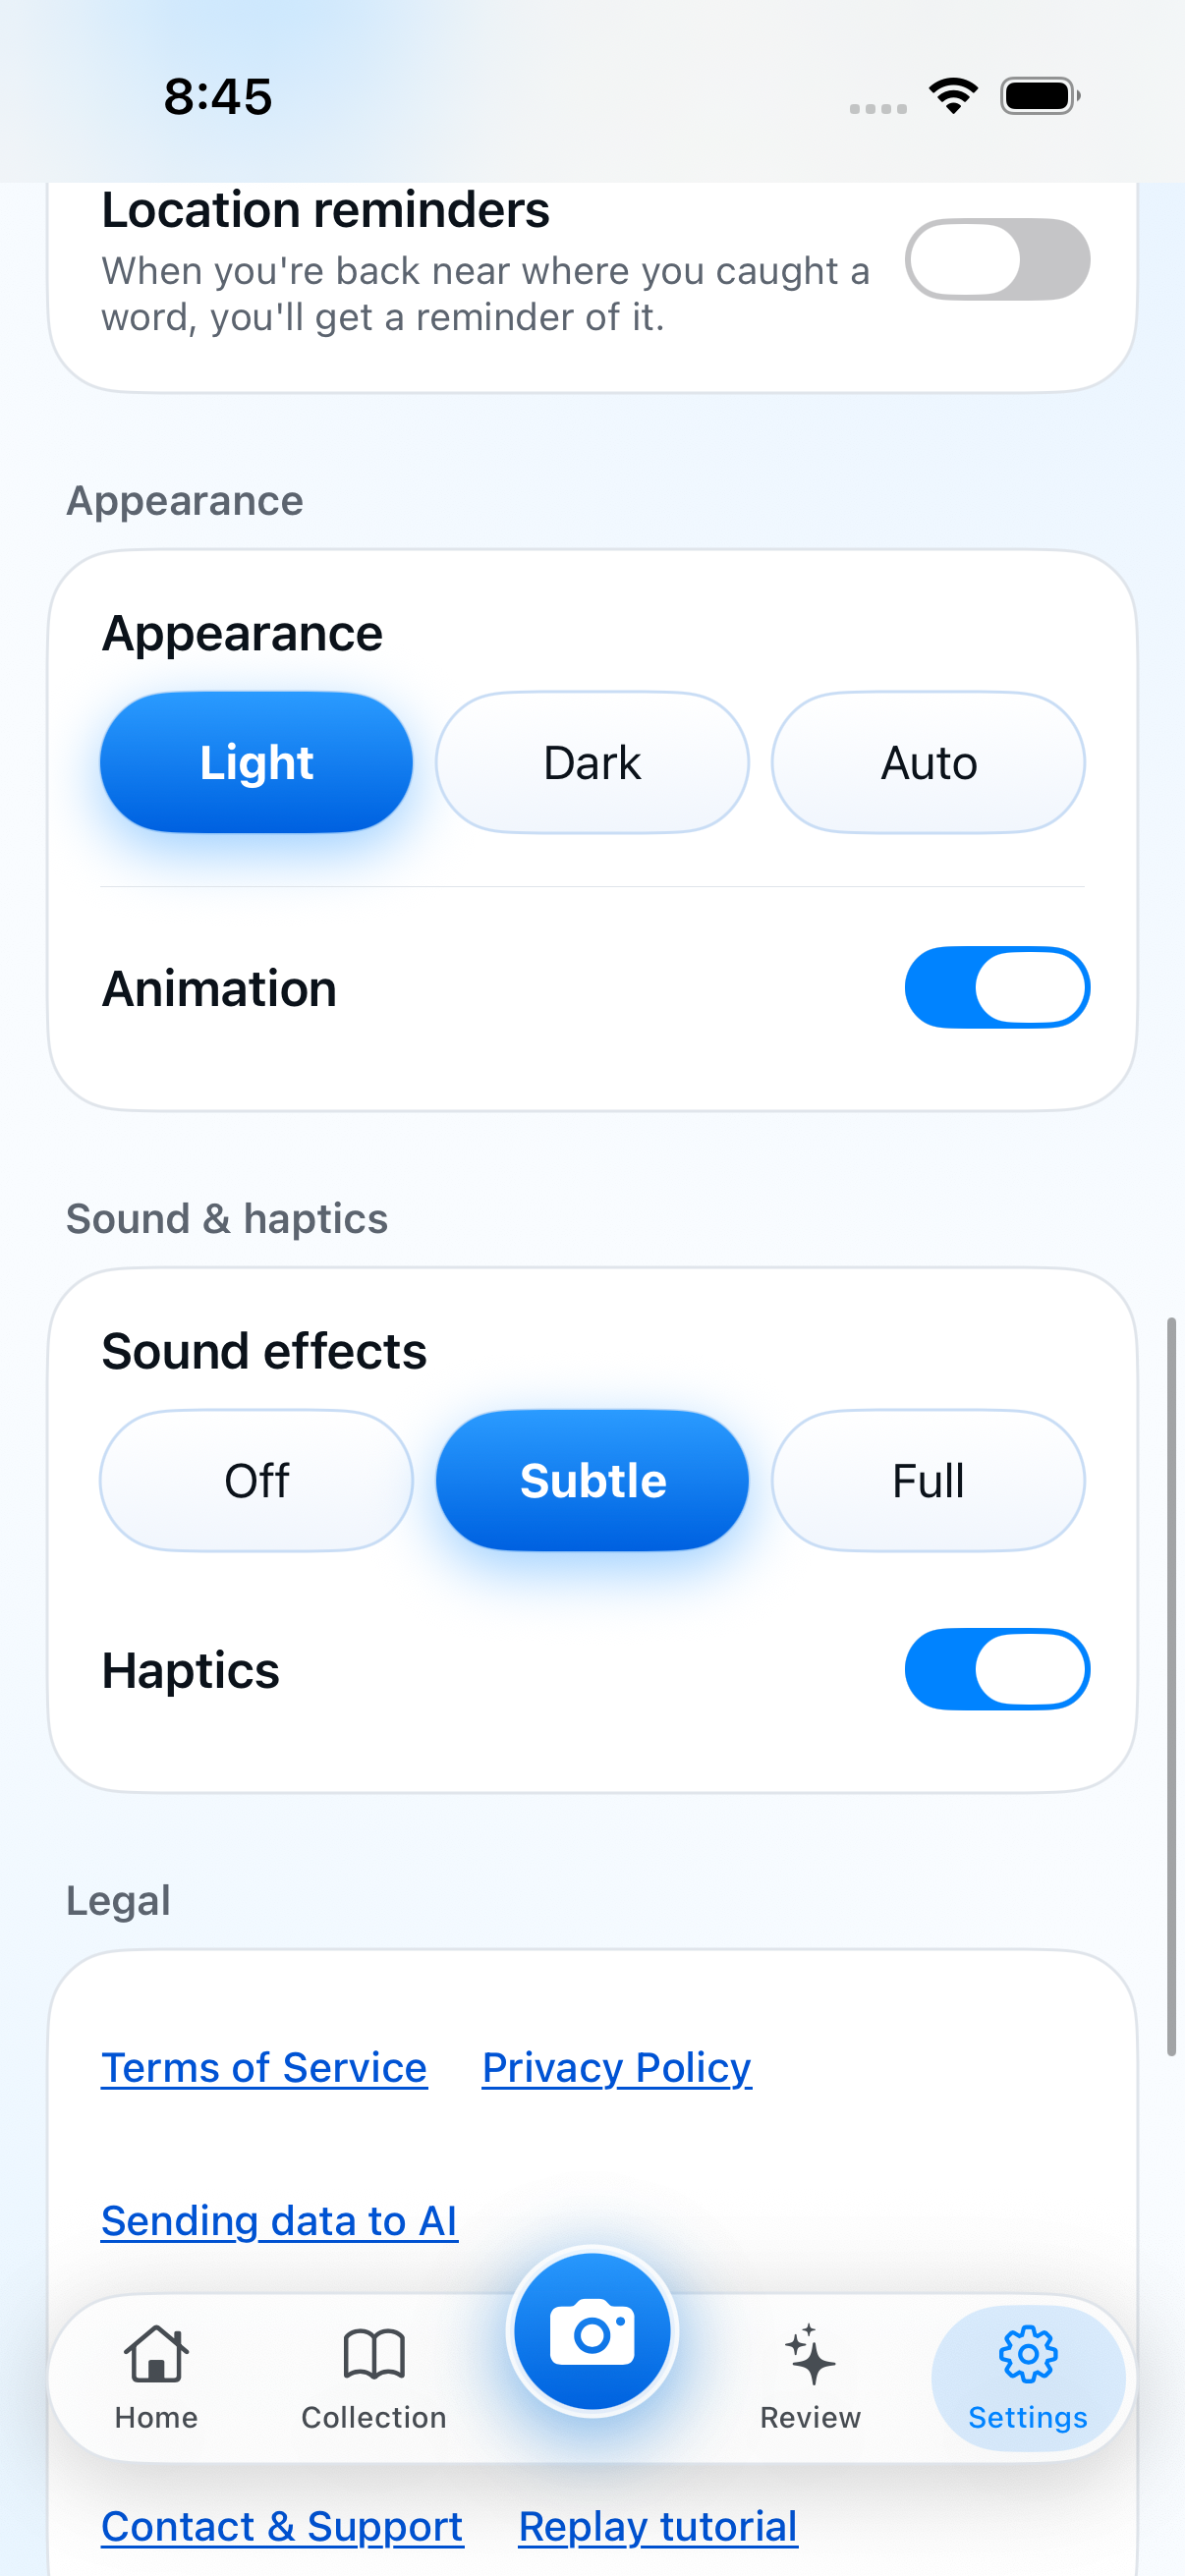 8:45
Location reminders
When you're back near where you caught a
word, you'll get a reminder of it.
Appearance
Appearance
Light Dark Auto
Animation
Sound & haptics
Sound effects
Off Subtle Full
Haptics
Legal
Terms of Service Privacy Policy
Sending data to AI
Home Collection Review Settings
Contact & Support Replay tutorial